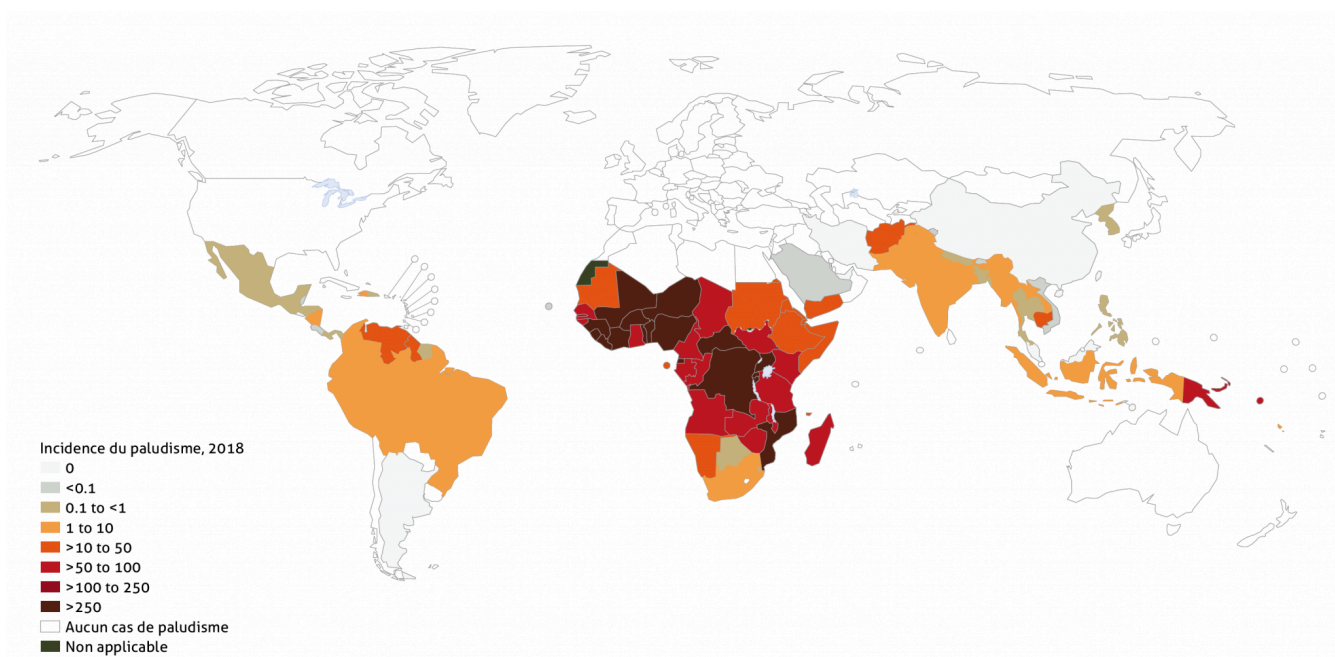 Incidence du paludisme, 2018
0
<0.1
0.1 to <1
1 to 10
>10 to 50
>50 to 100
>100 to 250
>250
Aucun cas de paludisme
Non applicable